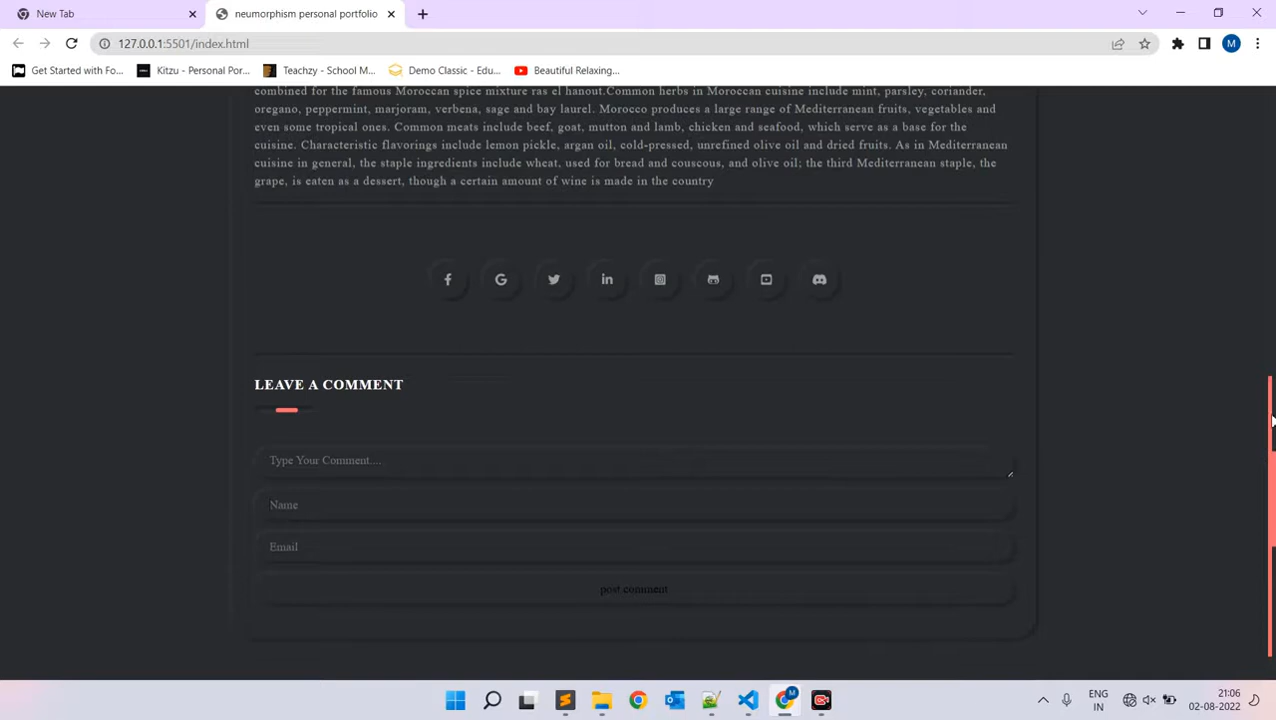 New Tab
neumorphism personal portfolio
127.0.0.1:5501/index.html
M
Get Started with Fo...
Kitzu - Personal Por...
Teachzy - School M...
Demo Classic - Edu...
Beautiful Relaxing...
combined for the famous Moroccan spice mixture ras el hanout.Common herbs in Moroccan cuisine include mint, parsley, coriander,
oregano, peppermint, marjoram, verbena, sage and bay laurel. Morocco produces a large range of Mediterranean fruits, vegetables and
even some tropical ones. Common meats include beef, goat, mutton and lamb, chicken and seafood, which serve as a base for the
cuisine. Characteristic flavorings include lemon pickle, argan oil, cold-pressed, unrefined olive oil and dried fruits. As in Mediterranean
cuisine in general, the staple ingredients include wheat, used for bread and couscous, and olive oil; the third Mediterranean staple, the
grape, is eaten as a dessert, though a certain amount of wine is made in the country
LEAVE A COMMENT
Type Your Comment....
Name
Email
post comment
M
ENG
IN
21:06
02-08-2022